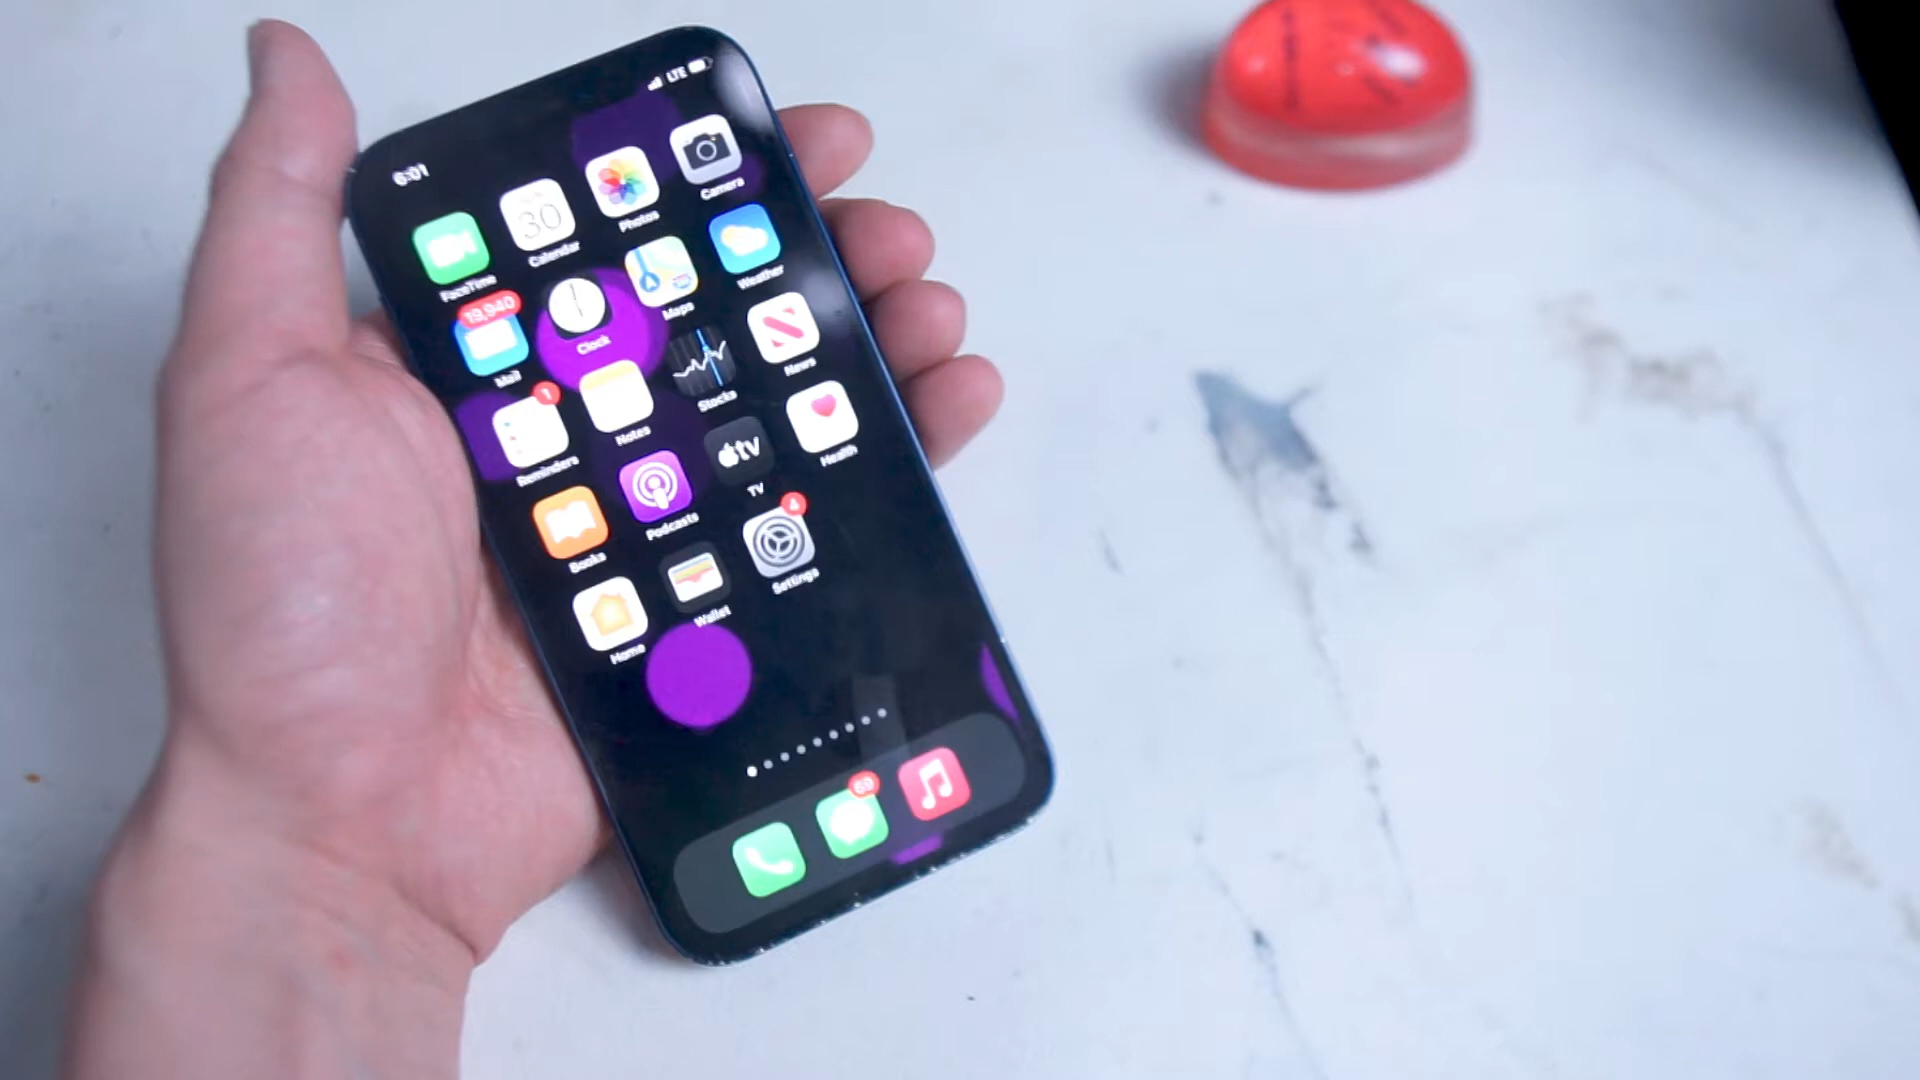 6:01
LTE
30
FaceTime
Calendar
Photos
Camera
19,940
Mail
Clock
Maps
Weather
1
Reminders
Notes
Stocks
News
Books
Podcasts
tv
TV
Health
Home
Wallet
4
Settings
69